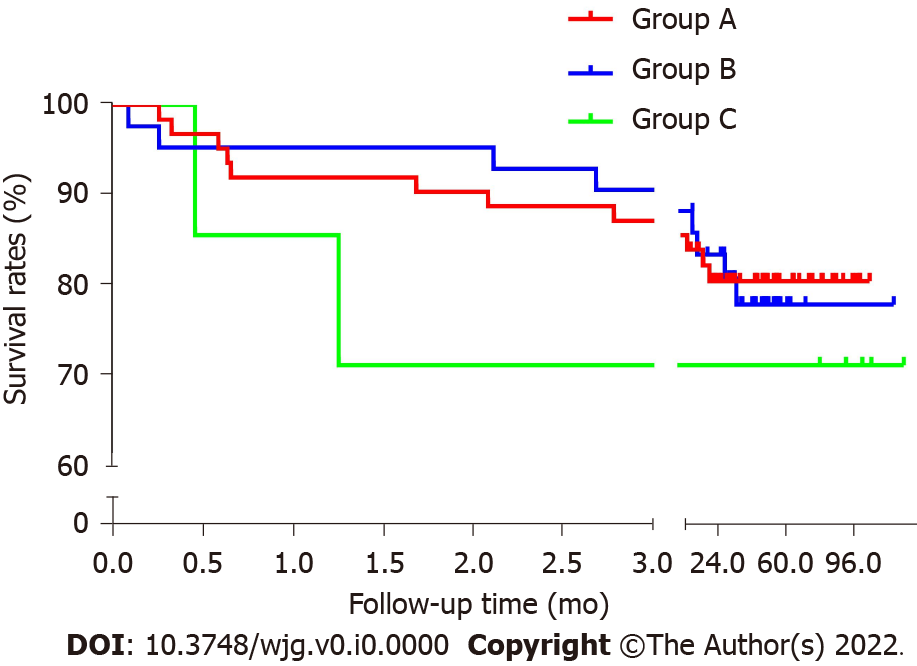 Group A
Group B
Group C
100
90
80
70
60
0
Survival rates (%)
0.0 0.5 1.0 1.5 2.0 2.5 3.0 24.0 60.0 96.0
Follow-up time (mo)
DOI: 10.3748/wjg.v0.i0.0000 Copyright ©The Author(s) 2022.